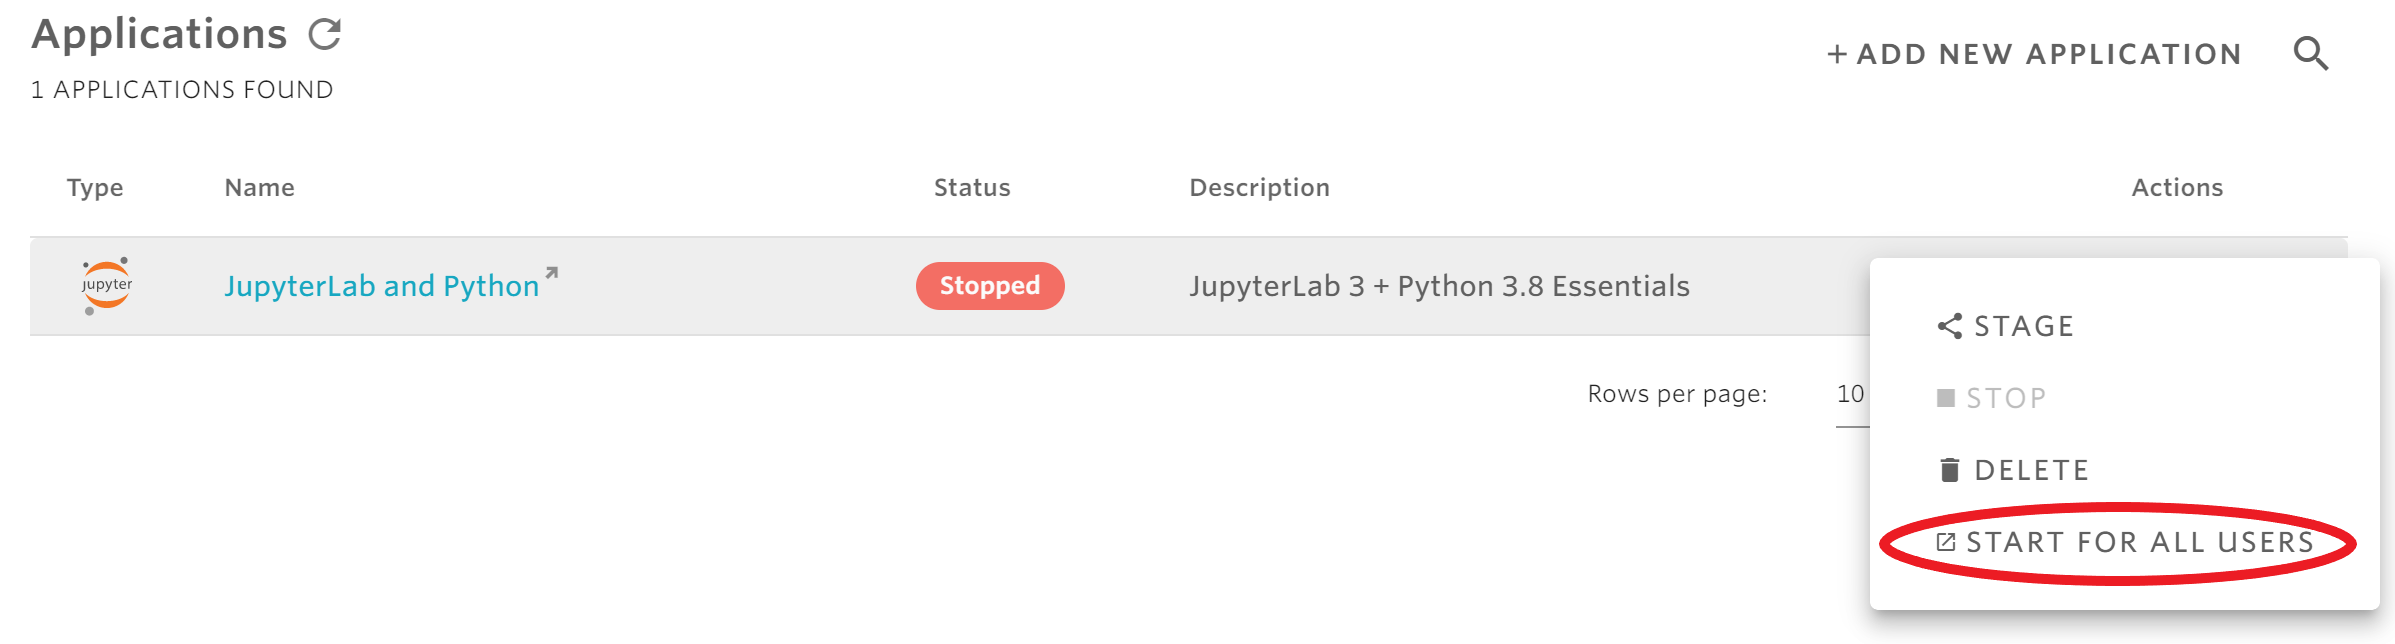 Applications
1 APPLICATIONS FOUND
+ ADD NEW APPLICATION
Type Name Status Description Actions
jupyter JupyterLab and Python Stopped JupyterLab 3 + Python 3.8 Essentials
Rows per page: 10
STAGE
STOP
DELETE
START FOR ALL USERS